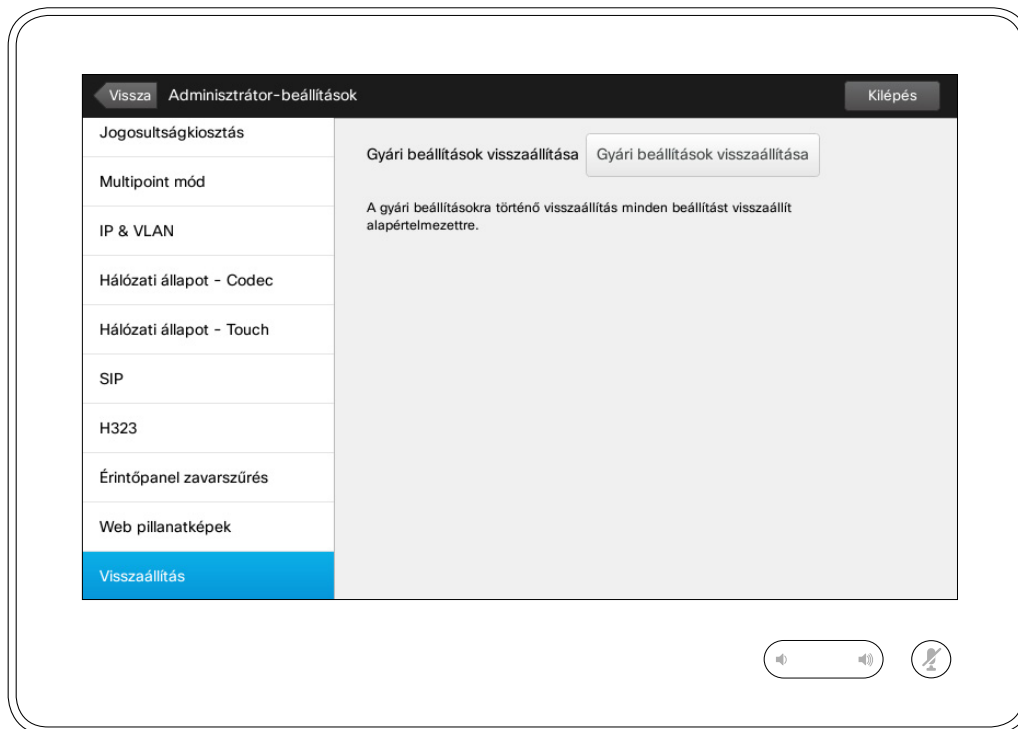 Vissza Adminisztrátor-beállítások Kilépés
Jogosultságkiosztás
Multipoint mód
IP & VLAN
Hálózati állapot - Codec
Hálózati állapot - Touch
SIP
H323
Érintőpanel zavarszűrés
Web pillanatképek
Visszaállítás
Gyári beállítások visszaállítása Gyári beállítások visszaállítása
A gyári beállításokra történő visszaállítás minden beállítást visszaállít
alapértelmezettre.